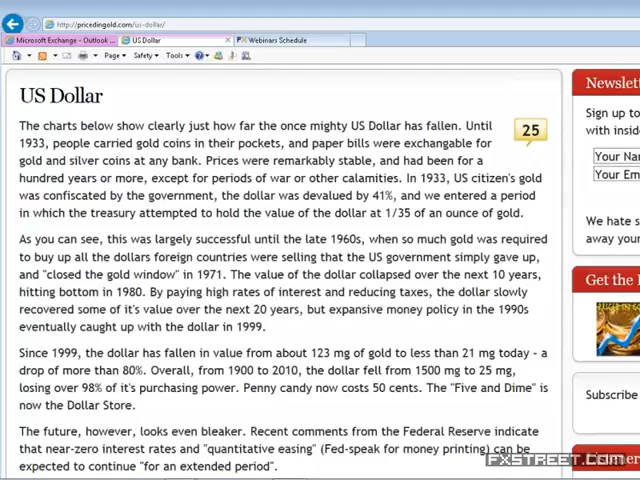 http://pricedingold.com/us-dollar/
Microsoft Exchange - Outlook ...
US Dollar
Webinars Schedule
Page
Safety
Tools
US Dollar
25
The charts below show clearly just how far the once mighty US Dollar has fallen. Until
1933, people carried gold coins in their pockets, and paper bills were exchangable for
gold and silver coins at any bank. Prices were remarkably stable, and had been for a
hundred years or more, except for periods of war or other calamities. In 1933, US citizen's gold
was confiscated by the government, the dollar was devalued by 41%, and we entered a period
in which the treasury attempted to hold the value of the dollar at 1/35 of an ounce of gold.
As you can see, this was largely successful until the late 1960s, when so much gold was required
to buy up all the dollars foreign countries were selling that the US government simply gave up,
and "closed the gold window" in 1971. The value of the dollar collapsed over the next 10 years,
hitting bottom in 1980. By paying high rates of interest and reducing taxes, the dollar slowly
recovered some of it's value over the next 20 years, but expansive money policy in the 1990s
eventually caught up with the dollar in 1999.
Since 1999, the dollar has fallen in value from about 123 mg of gold to less than 21 mg today - a
drop of more than 80%. Overall, from 1900 to 2010, the dollar fell from 1500 mg to 25 mg,
losing over 98% of it's purchasing power. Penny candy now costs 50 cents. The "Five and Dime" is
now the Dollar Store.
The future, however, looks even bleaker. Recent comments from the Federal Reserve indicate
that near-zero interest rates and "quantitative easing" (Fed-speak for money printing) can be
expected to continue "for an extended period".
Newslet
Sign up to
with insid
Your Na
Your Em
We hate s
away your
Get the
Subscribe
FXSTREET.COM